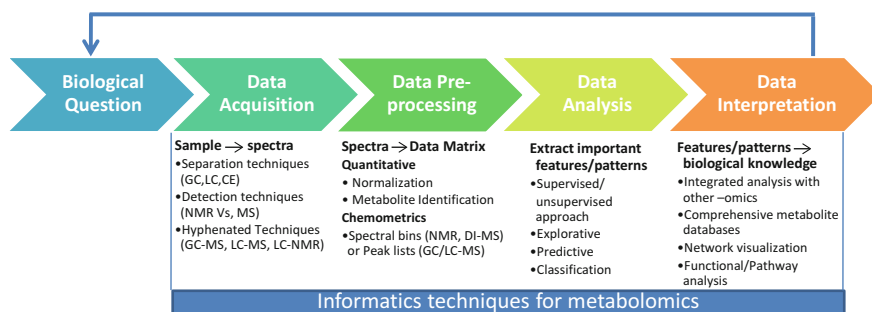 Biological
Question
Data
Acquisition
Data Pre-
processing
Data
Analysis
Data
Interpretation
Sample → spectra
•Separation techniques
(GC,LC,CE)
•Detection techniques
(NMR Vs, MS)
•Hyphenated Techniques
(GC-MS, LC-MS, LC-NMR)
Spectra → Data Matrix
Quantitative
• Normalization
• Metabolite Identification
Chemometrics
•Spectral bins (NMR, DI-MS)
or Peak lists (GC/LC-MS)
Extract important
features/patterns
•Supervised/
unsupervised
approach
•Explorative
•Predictive
•Classification
Features/patterns →
biological knowledge
•Integrated analysis with
other –omics
•Comprehensive metabolite
databases
•Network visualization
•Functional/Pathway
analysis
Informatics techniques for metabolomics